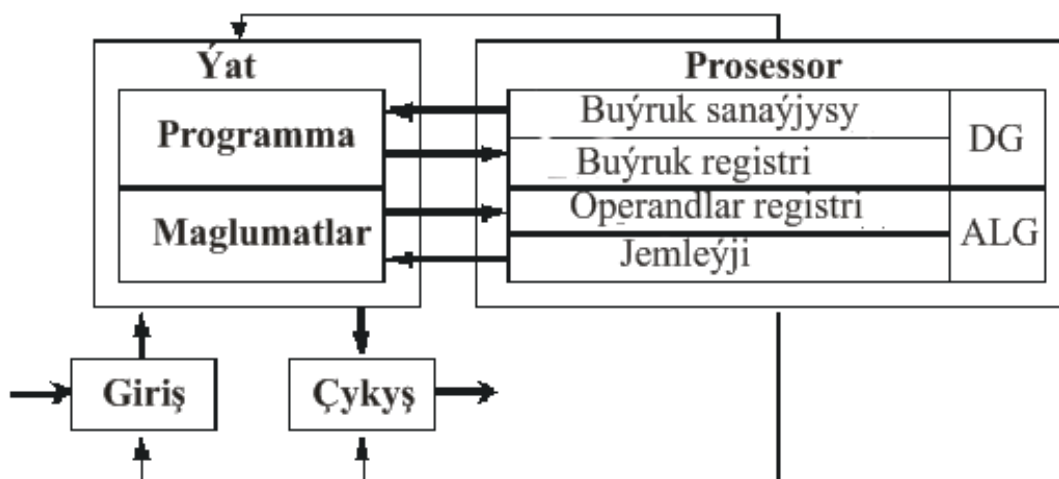 Ýat
Programma
Maglumatlar
Prosessor
Buýruk sanaýjysy
Buýruk registri
DG
Operandlar registri
Jemleýji
ALG
Giriş
Çykyş